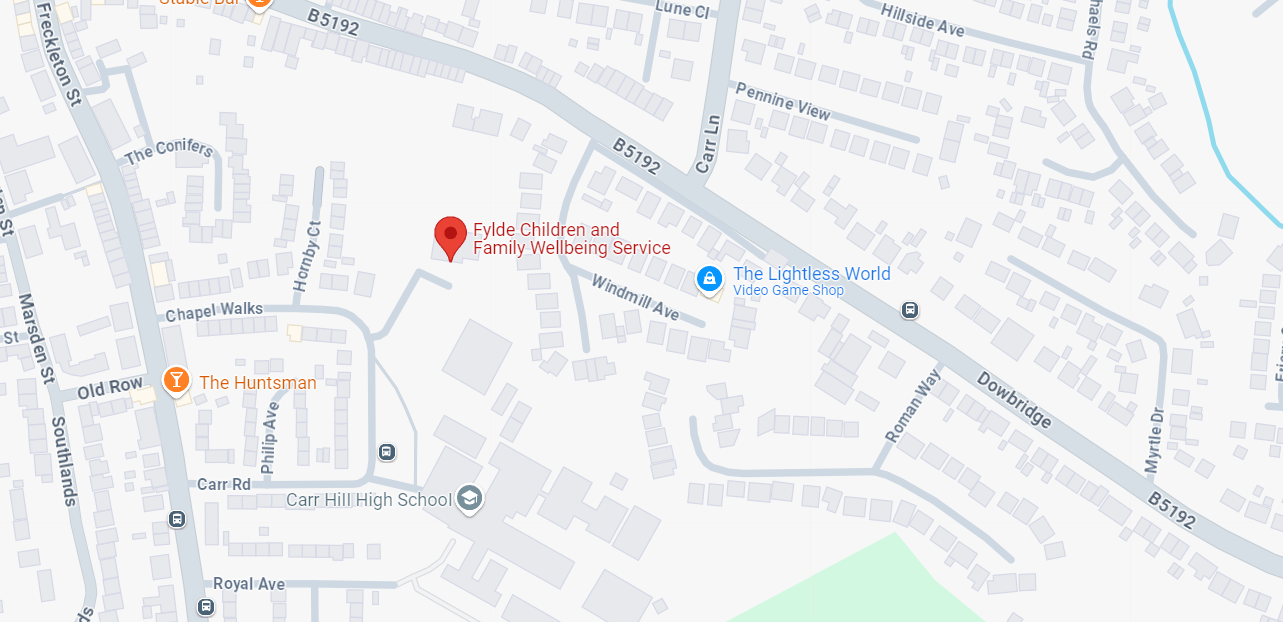 Stable Bar
Freckleton St
B5192
Lune Cl
Hillside Ave
haels Rd
Pennine View
Carr Ln
B5192
The Conifers
Hornby Ct
Fylde Children and
Family Wellbeing Service
The Lightless World
Video Game Shop
Windmill Ave
Chapel Walks
Marsden St
St
Old Row
The Huntsman
Philip Ave
Southlands
Carr Rd
Carr Hill High School
Royal Ave
Roman Way
Dowbridge
Myrtle Dr
B5192